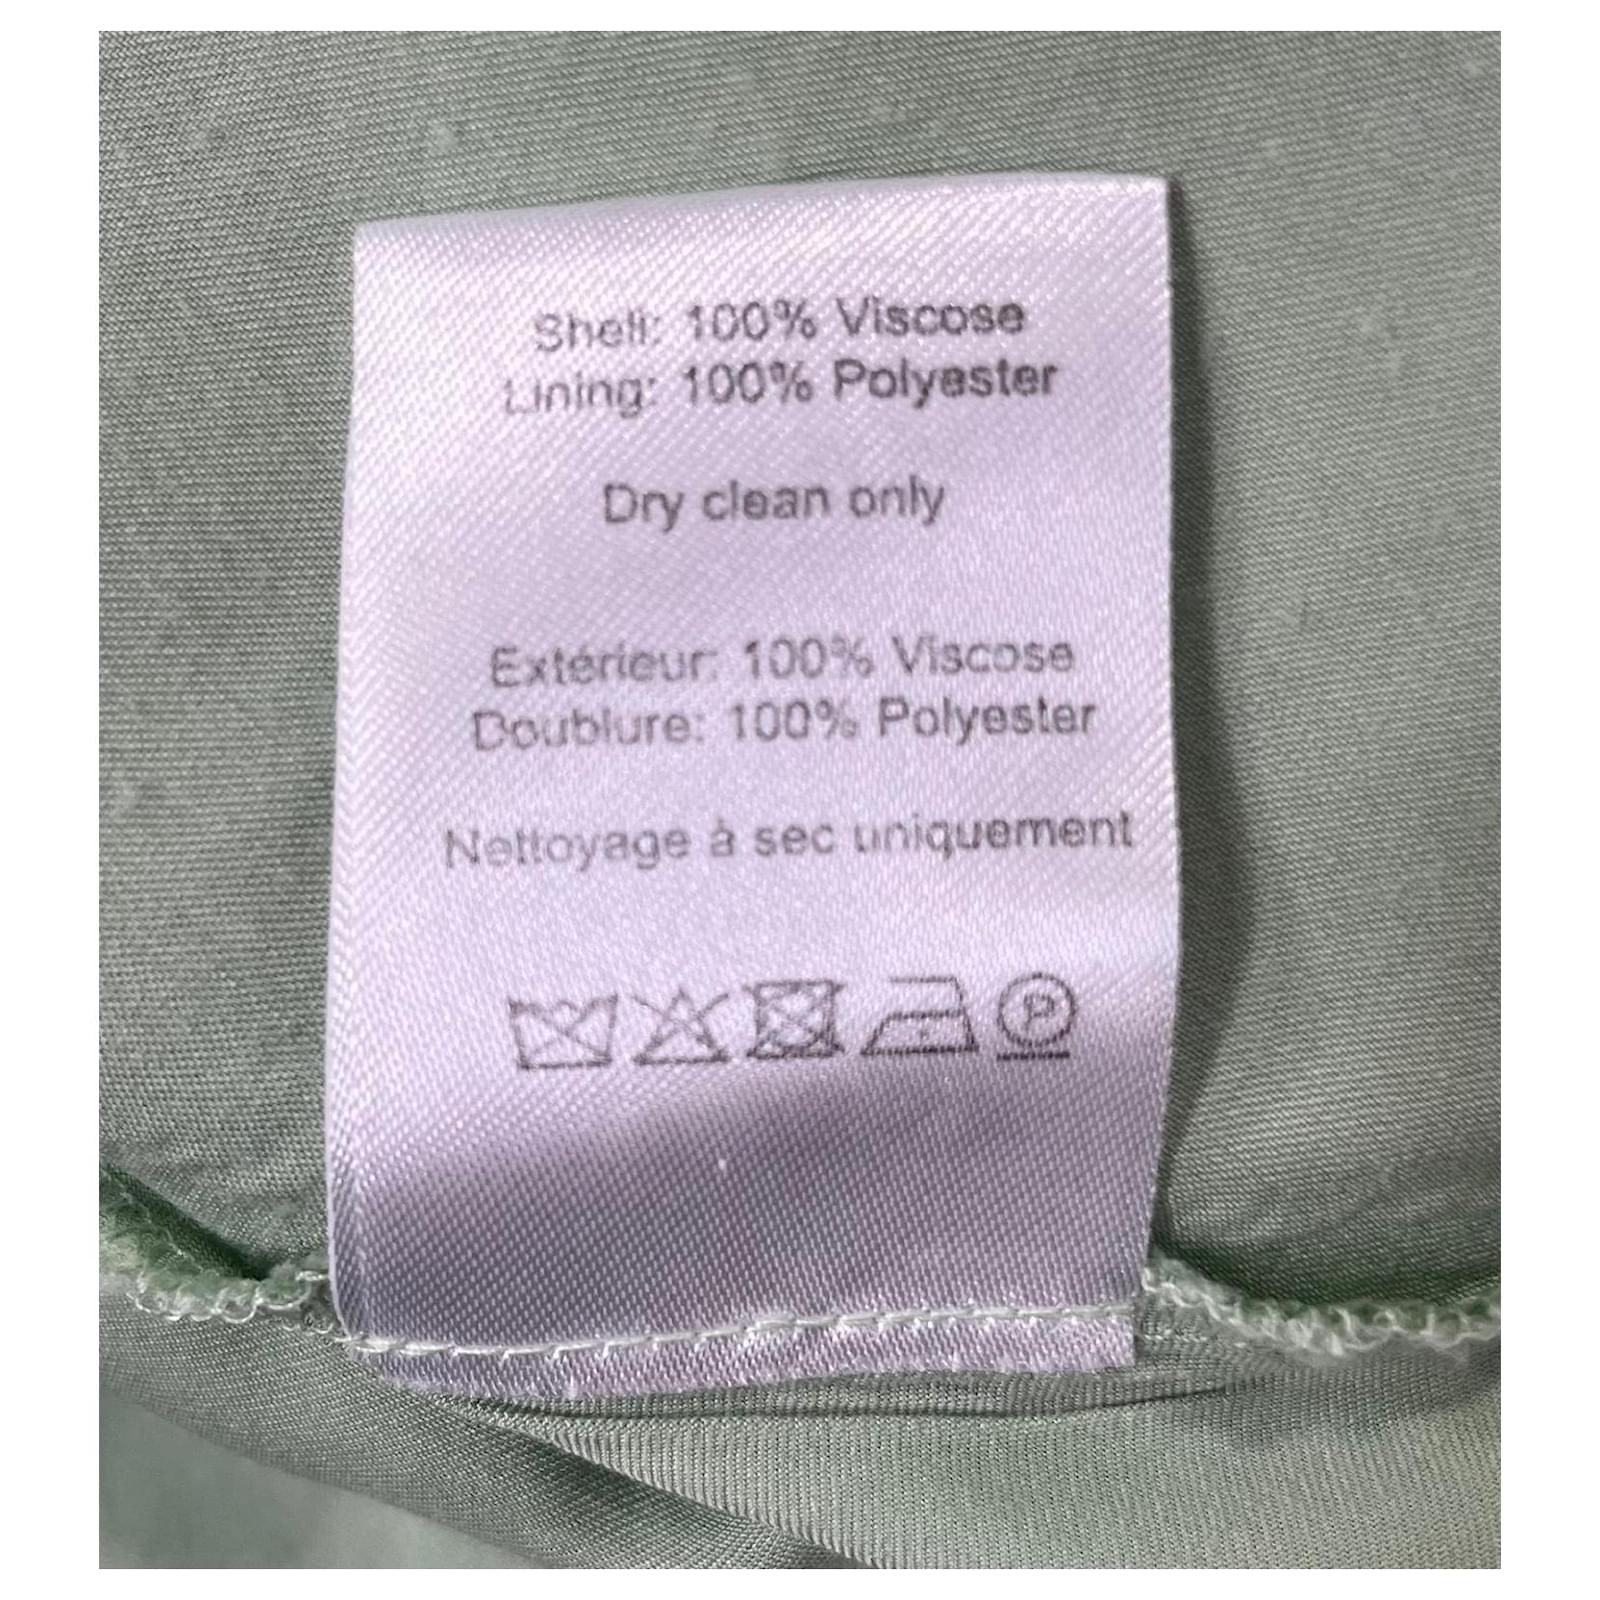 Shell: 100% Viscose
Lining: 100% Polyester
Dry clean only
Extérieur: 100% Viscose
Doublure: 100% Polyester
Nettoyage à sec uniquement
P